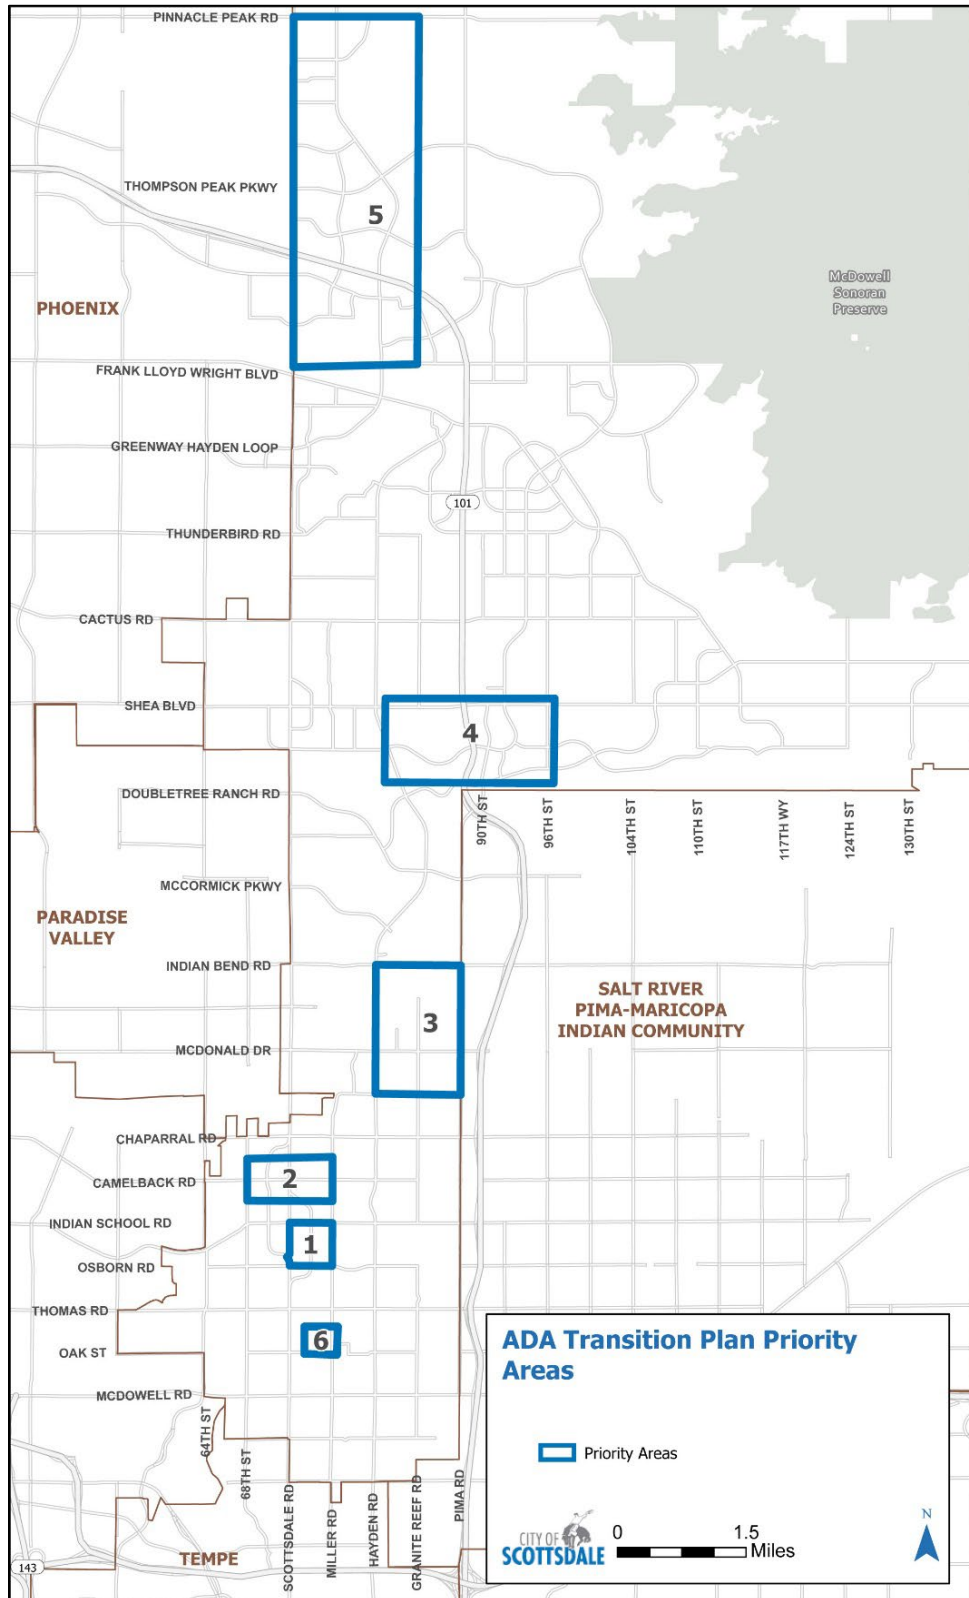 PINNACLE PEAK RD
THOMPSON PEAK PKWY
5
McDowell
Sonoran
Preserve
PHOENIX
FRANK LLOYD WRIGHT BLVD
GREENWAY HAYDEN LOOP
101
THUNDERBIRD RD
CACTUS RD
SHEA BLVD
4
DOUBLETREE RANCH RD
90TH ST
96TH ST
104TH ST
110TH ST
117TH WY
124TH ST
130TH ST
MCCORMICK PKWY
PARADISE
VALLEY
INDIAN BEND RD
SALT RIVER
PIMA-MARICOPA
INDIAN COMMUNITY
3
MCDONALD DR
CHAPARRAL RD
CAMELBACK RD
2
INDIAN SCHOOL RD
1
OSBORN RD
THOMAS RD
6
OAK ST
MCDOWELL RD
64TH ST
68TH ST
SCOTTSDALE RD
MILLER RD
HAYDEN RD
GRANITE REEF RD
PIMA RD
TEMPE
143
ADA Transition Plan Priority
Areas
Priority Areas
CITY OF
SCOTTSDALE
0 1.5
Miles
N